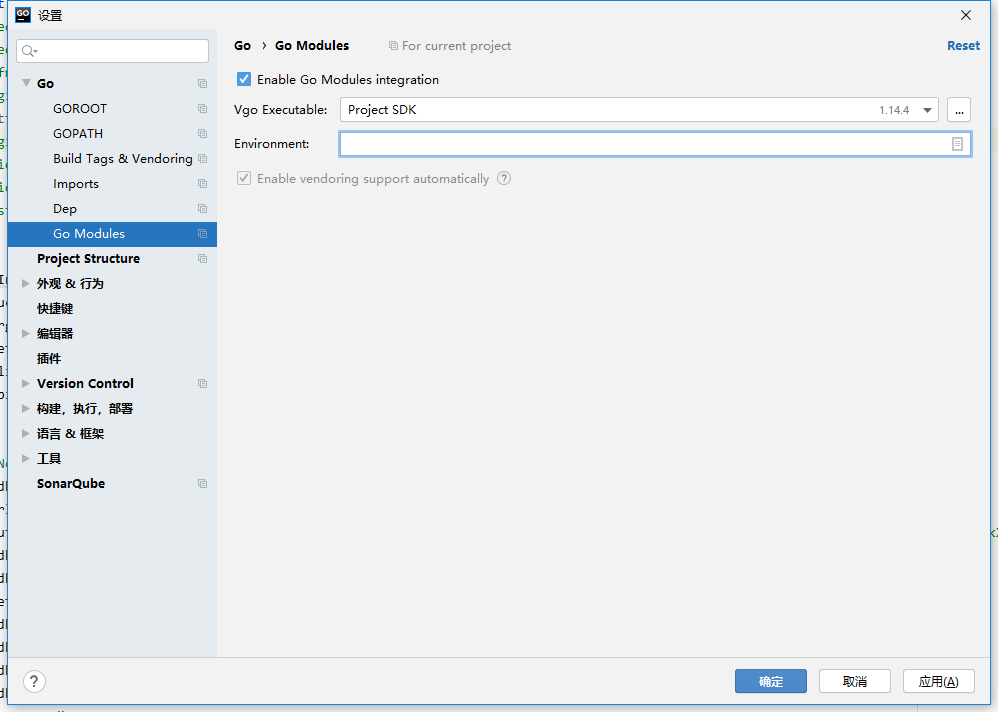 GO 设置
Go › Go Modules For current project Reset
Go
GOROOT
GOPATH
Build Tags & Vendoring
Imports
Dep
Go Modules
Project Structure
外观 & 行为
快捷键
编辑器
插件
Version Control
构建，执行，部署
语言 & 框架
工具
SonarQube
Enable Go Modules integration
Vgo Executable: Project SDK 1.14.4 ...
Environment:
Enable vendoring support automatically ?
? 确定 取消 应用(A)